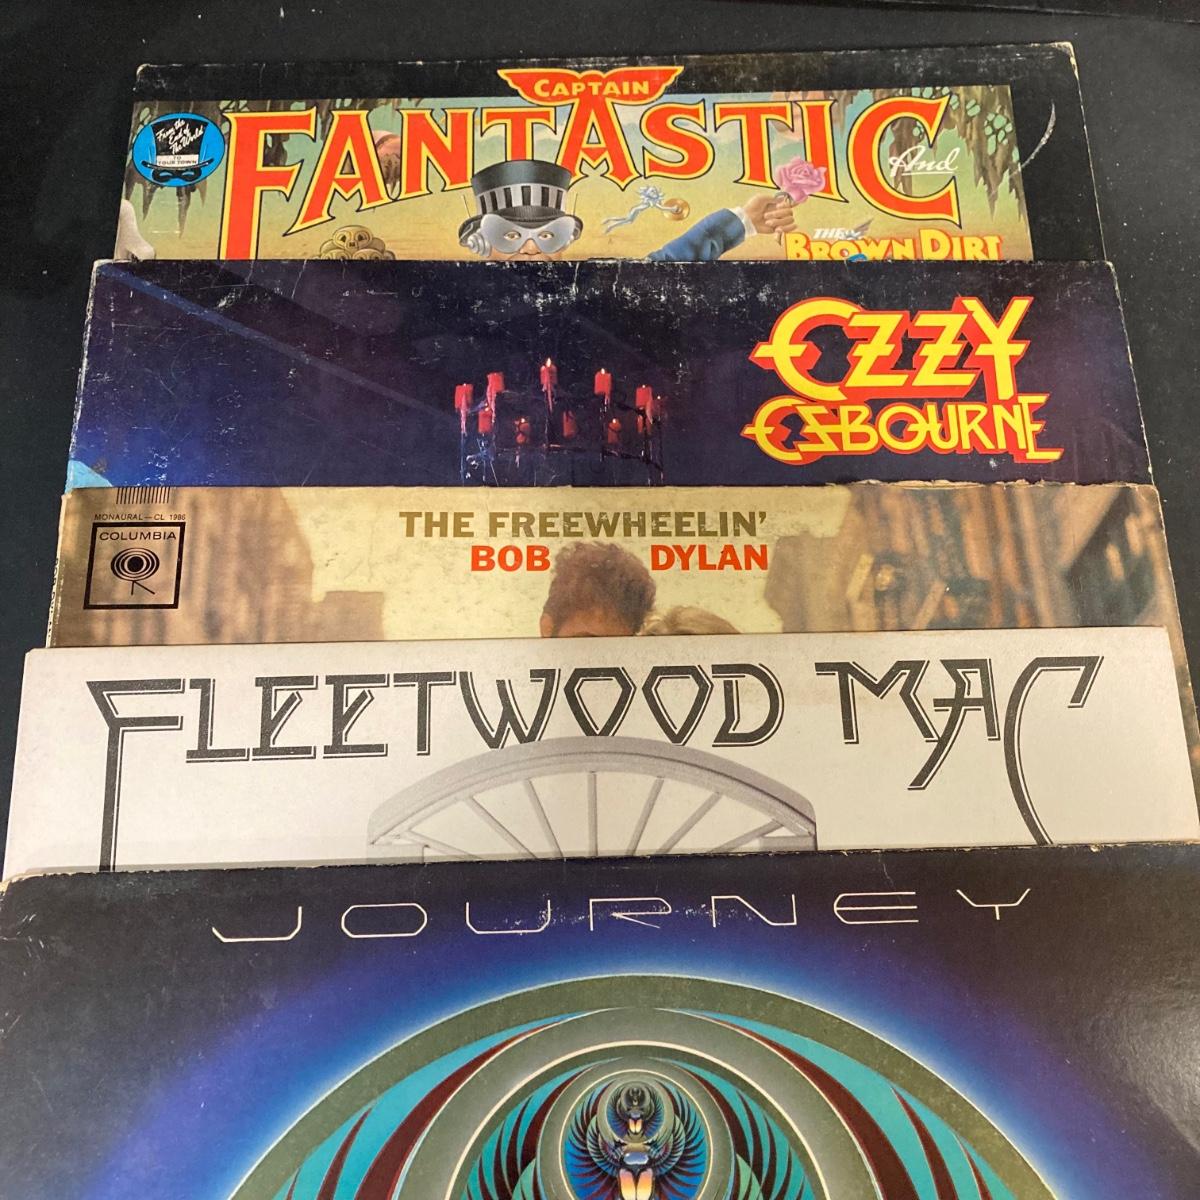 CAPTAIN
FANTASTIC
And
From the
End of
The World
TO
YOUR TOWN
THE
BROWN DIRT
OZZY
OSBOURNE
MONAURAL—CL 1986
COLUMBIA
THE FREEWHEELIN'
BOB DYLAN
FLEETWOOD MAC
JOURNEY